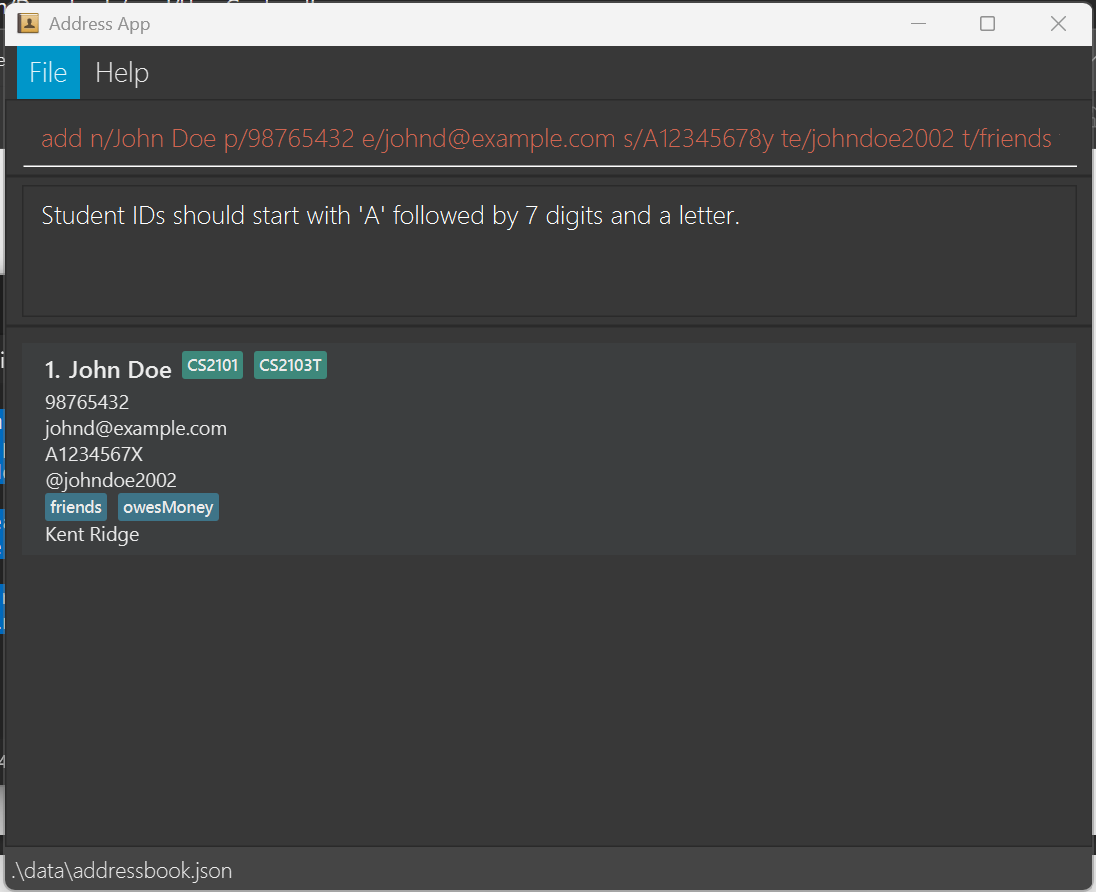 Address App
File Help
add n/John Doe p/98765432 e/johnd@example.com s/A12345678y te/johndoe2002 t/friends
Student IDs should start with 'A' followed by 7 digits and a letter.
1. John Doe CS2101 CS2103T
98765432
johnd@example.com
A1234567X
@johndoe2002
friends owesMoney
Kent Ridge
.\data\addressbook.json